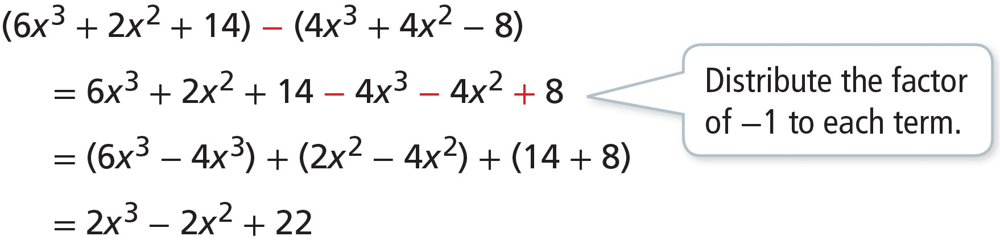 (6x³ + 2x² + 14) − (4x³ + 4x² − 8)
= 6x³ + 2x² + 14 − 4x³ − 4x² + 8
Distribute the factor
of −1 to each term.
= (6x³ − 4x³) + (2x² − 4x²) + (14 + 8)
= 2x³ − 2x² + 22